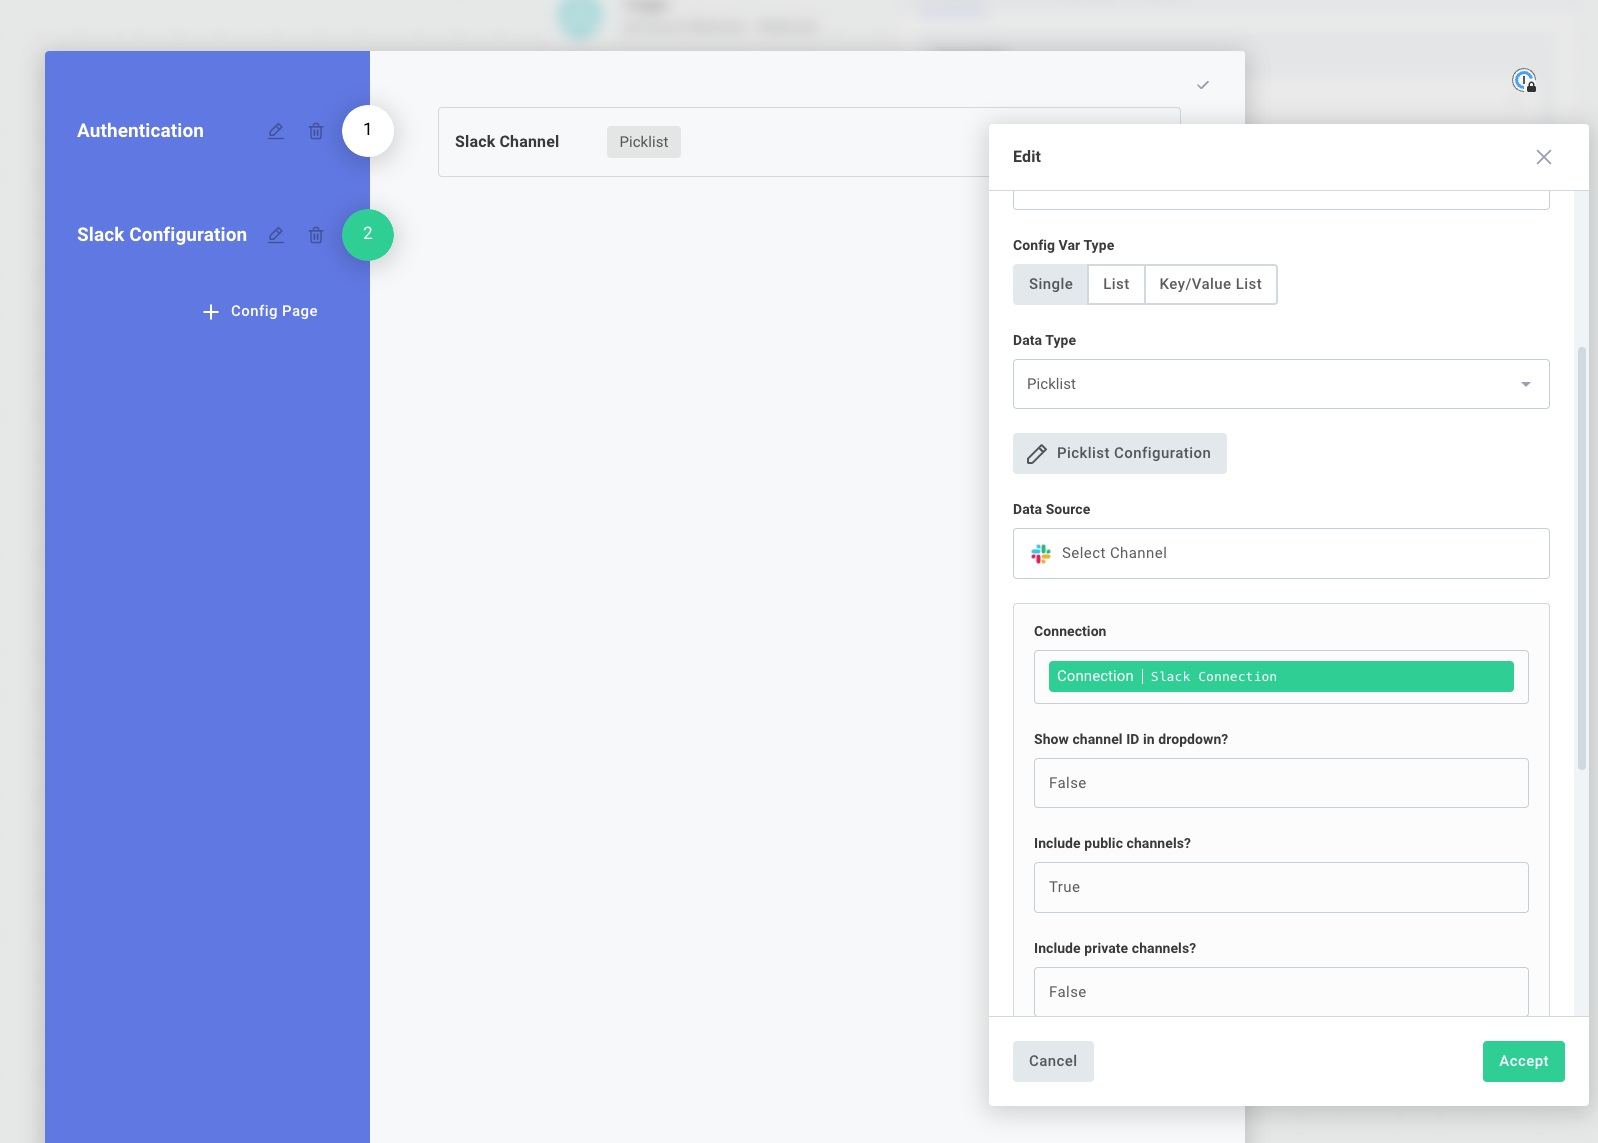 Authentication
1
Slack Configuration
2
Config Page
Slack Channel
Picklist
Edit
Config Var Type
Single
List
Key/Value List
Data Type
Picklist
Picklist Configuration
Data Source
Select Channel
Connection
Connection | Slack Connection
Show channel ID in dropdown?
False
Include public channels?
True
Include private channels?
False
Cancel
Accept